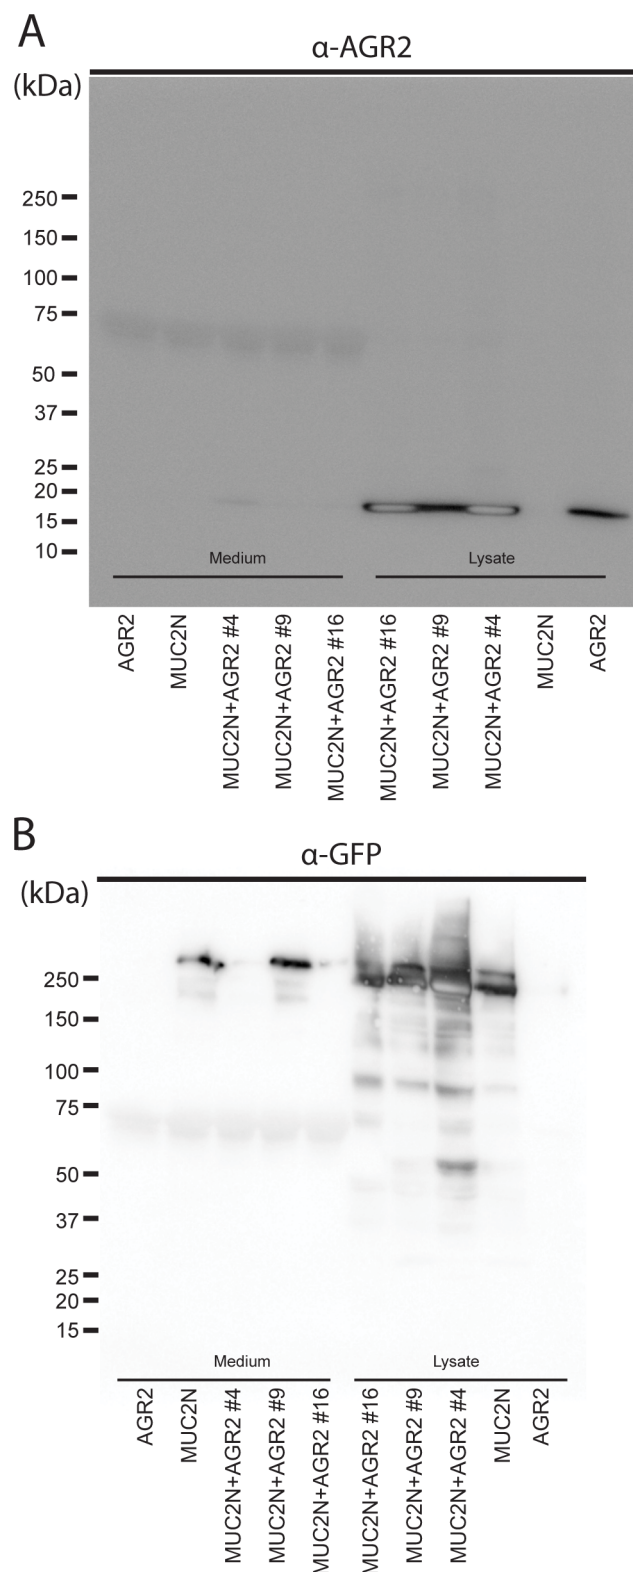 A
α-AGR2
(kDa)
250
150
100
75
50
37
25
20
15
10
Medium
Lysate
AGR2
MUC2N
MUC2N+AGR2 #4
MUC2N+AGR2 #9
MUC2N+AGR2 #16
MUC2N+AGR2 #16
MUC2N+AGR2 #9
MUC2N+AGR2 #4
MUC2N
AGR2
B
α-GFP
(kDa)
250
150
100
75
50
37
25
20
15
Medium
Lysate
AGR2
MUC2N
MUC2N+AGR2 #4
MUC2N+AGR2 #9
MUC2N+AGR2 #16
MUC2N+AGR2 #16
MUC2N+AGR2 #9
MUC2N+AGR2 #4
MUC2N
AGR2